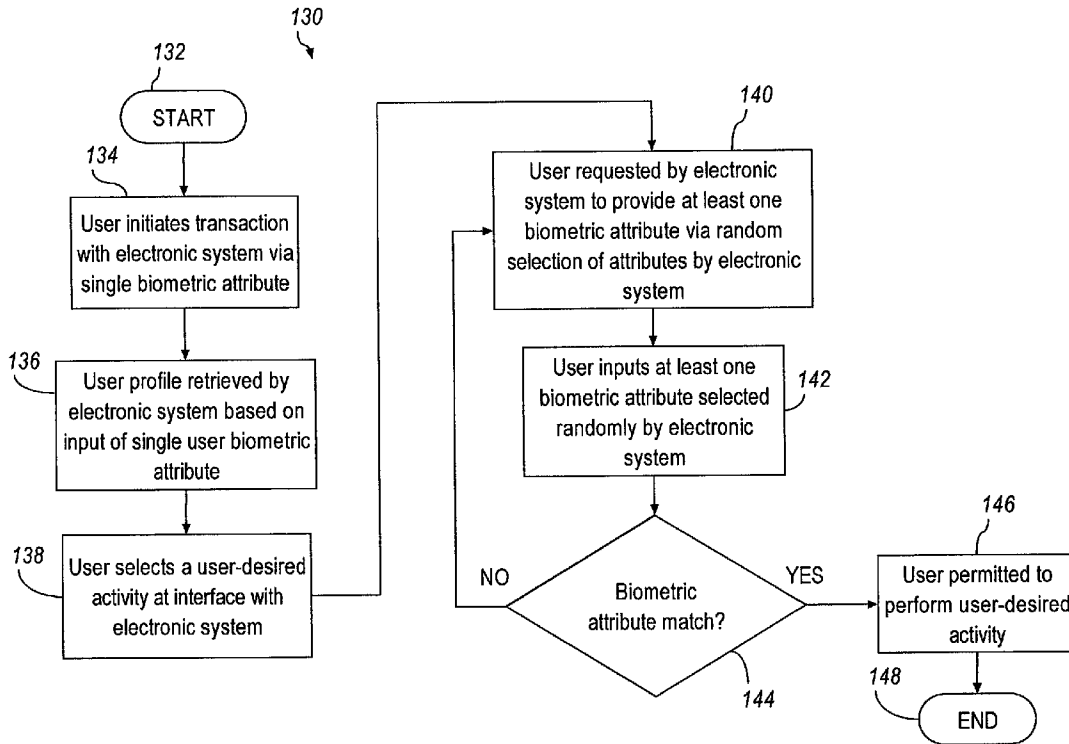 130
132
START
134
User initiates transaction
with electronic system via
single biometric attribute
136
User profile retrieved by
electronic system based on
input of single user biometric
attribute
138
User selects a user-desired
activity at interface with
electronic system
140
User requested by electronic
system to provide at least one
biometric attribute via random
selection of attributes by electronic
system
User inputs at least one
biometric attribute selected
randomly by electronic
system
142
NO
Biometric
attribute match?
YES
144
146
User permitted to
perform user-desired
activity
148
END